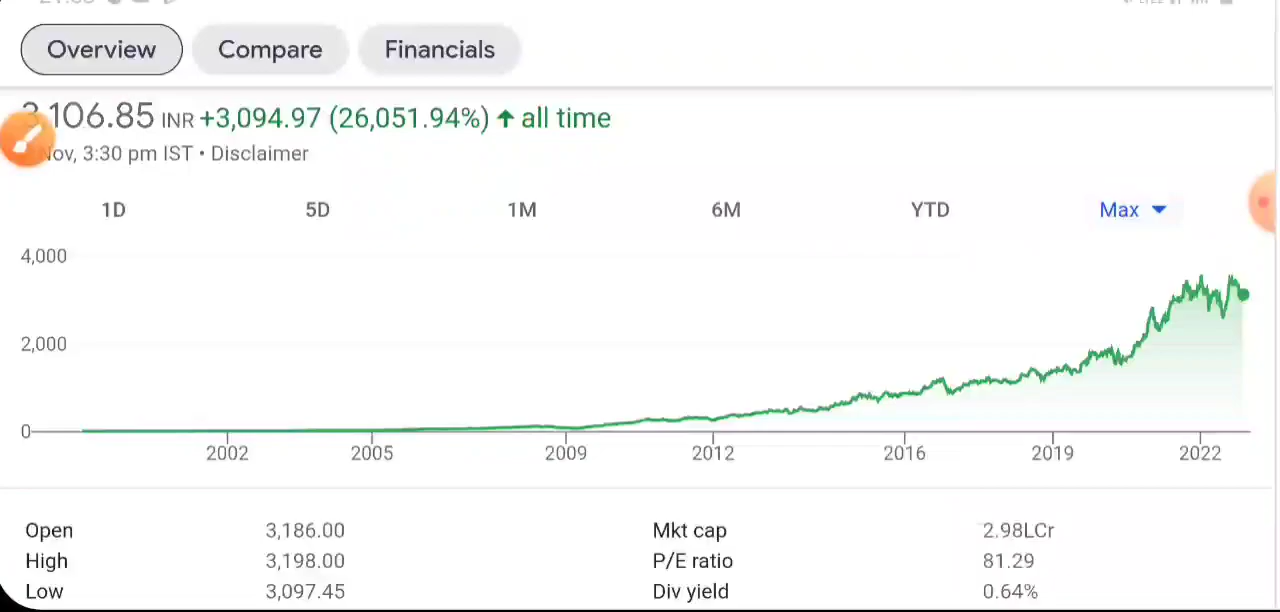 Overview Compare Financials
3,106.85 INR +3,094.97 (26,051.94%) ↑ all time
Nov, 3:30 pm IST • Disclaimer
1D 5D 1M 6M YTD Max
4,000
2,000
0
2002 2005 2009 2012 2016 2019 2022
Open 3,186.00 Mkt cap 2.98LCr
High 3,198.00 P/E ratio 81.29
Low 3,097.45 Div yield 0.64%